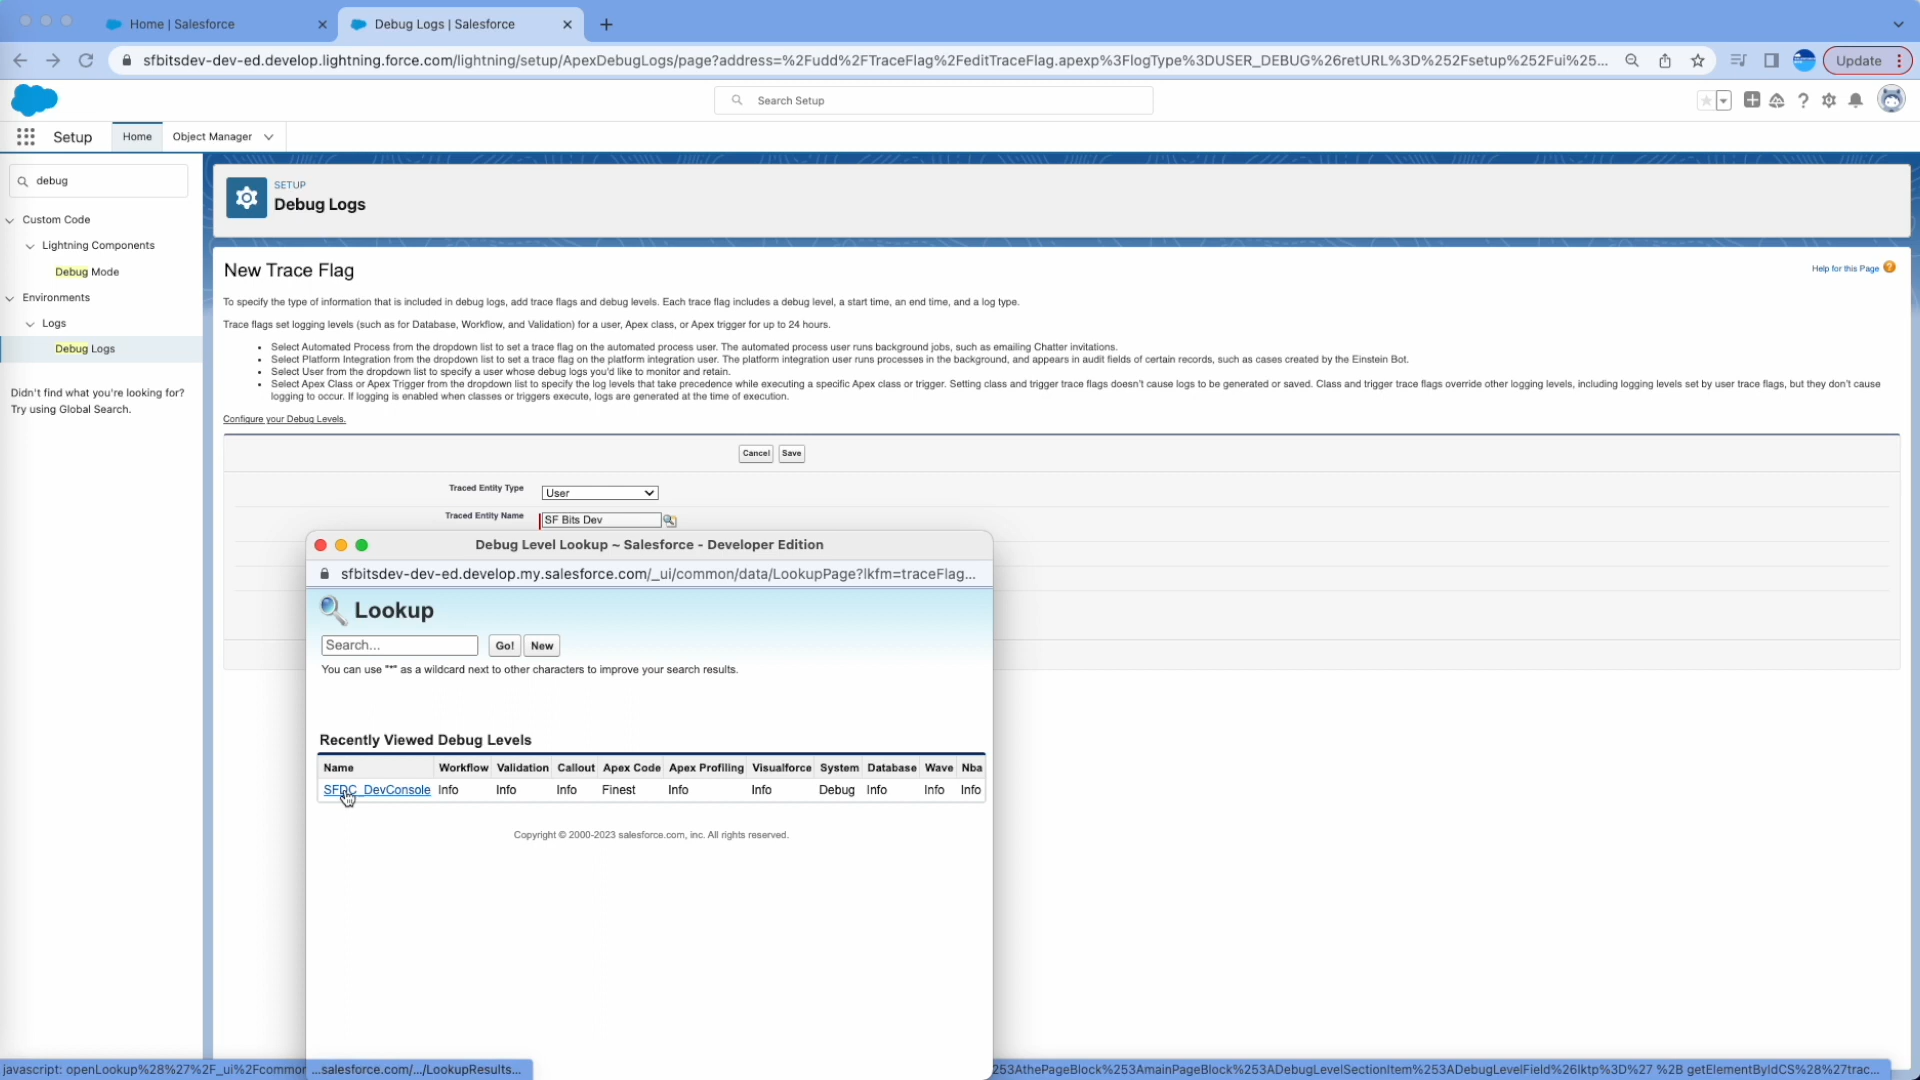 Home | Salesforce
Debug Logs | Salesforce
sfbitsdev-dev-ed.develop.lightning.force.com/lightning/setup/ApexDebugLogs/page?address=%2Fudd%2FTraceFlag%2FeditTraceFlag.apexp%3FlogType%3DUSER_DEBUG%26retURL%3D%252Fsetup%252Fui%25...
Update
Search Setup
Setup
Home
Object Manager
debug
Custom Code
Lightning Components
Debug Mode
Environments
Logs
Debug Logs
Didn't find what you're looking for?
Try using Global Search.
SETUP
Debug Logs
New Trace Flag
Help for this Page
To specify the type of information that is included in debug logs, add trace flags and debug levels. Each trace flag includes a debug level, a start time, an end time, and a log type.
Trace flags set logging levels (such as for Database, Workflow, and Validation) for a user, Apex class, or Apex trigger for up to 24 hours.
• Select Automated Process from the dropdown list to set a trace flag on the automated process user. The automated process user runs background jobs, such as emailing Chatter invitations.
• Select Platform Integration from the dropdown list to set a trace flag on the platform integration user. The platform integration user runs processes in the background, and appears in audit fields of certain records, such as cases created by the Einstein Bot.
• Select User from the dropdown list to specify a user whose debug logs you'd like to monitor and retain.
• Select Apex Class or Apex Trigger from the dropdown list to specify the log levels that take precedence while executing a specific Apex class or trigger. Setting class and trigger trace flags doesn't cause logs to be generated or saved. Class and trigger trace flags override other logging levels, including logging levels set by user trace flags, but they don't cause
logging to occur. If logging is enabled when classes or triggers execute, logs are generated at the time of execution.
Configure your Debug Levels.
Cancel Save
Traced Entity Type User
Traced Entity Name SF Bits Dev
Debug Level Lookup ~ Salesforce - Developer Edition
sfbitsdev-dev-ed.develop.my.salesforce.com/_ui/common/data/LookupPage?lkfm=traceFlag...
Lookup
Search... Go! New
You can use "*" as a wildcard next to other characters to improve your search results.
Recently Viewed Debug Levels
Name Workflow Validation Callout Apex Code Apex Profiling Visualforce System Database Wave Nba
SFDC_DevConsole Info Info Info Finest Info Info Debug Info Info Info
Copyright © 2000-2023 salesforce.com, inc. All rights reserved.
javascript: openLookup%28%27%2F_ui%2Fcommon
...salesforce.com/.../LookupResults...
253AthePageBlock%253AmainPageBlock%253ADebugLevelSectionItem%253ADebugLevelField%26lktp%3D%27 %2B getElementByIdCS%28%27trac...